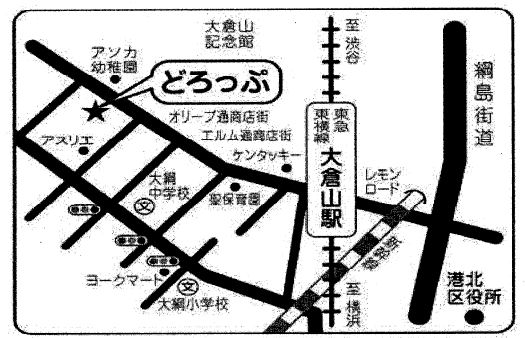 大倉山
記念館
至渋谷
アソカ
幼稚園
どろっぷ
綱島街道
オリーブ通商店街
エルム通商店街
東急
東横線
大倉山駅
アスリエ
ケンタッキー
レモン
ロード
大綱
中学校
文
聖保育園
新幹線
ヨークマート
文
大綱小学校
至横浜
港北
区役所